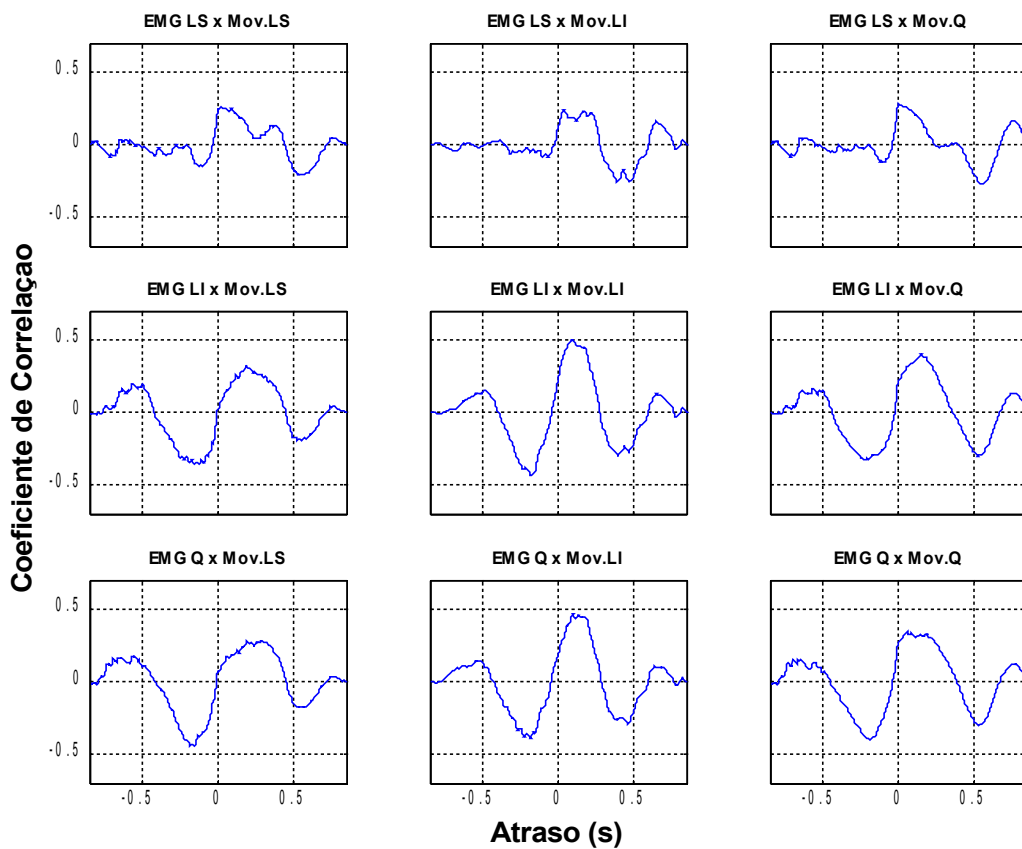 EMG LS x Mov.LS
EMG LS x Mov.LI
EMG LS x Mov.Q
0.5
0
-0.5
EMG LI x Mov.LS
EMG LI x Mov.LI
EMG LI x Mov.Q
0.5
0
-0.5
EMG Q x Mov.LS
EMG Q x Mov.LI
EMG Q x Mov.Q
0.5
0
-0.5
-0.5 0 0.5
-0.5 0 0.5
-0.5 0 0.5
Coeficiente de Correlaçao
Atraso (s)